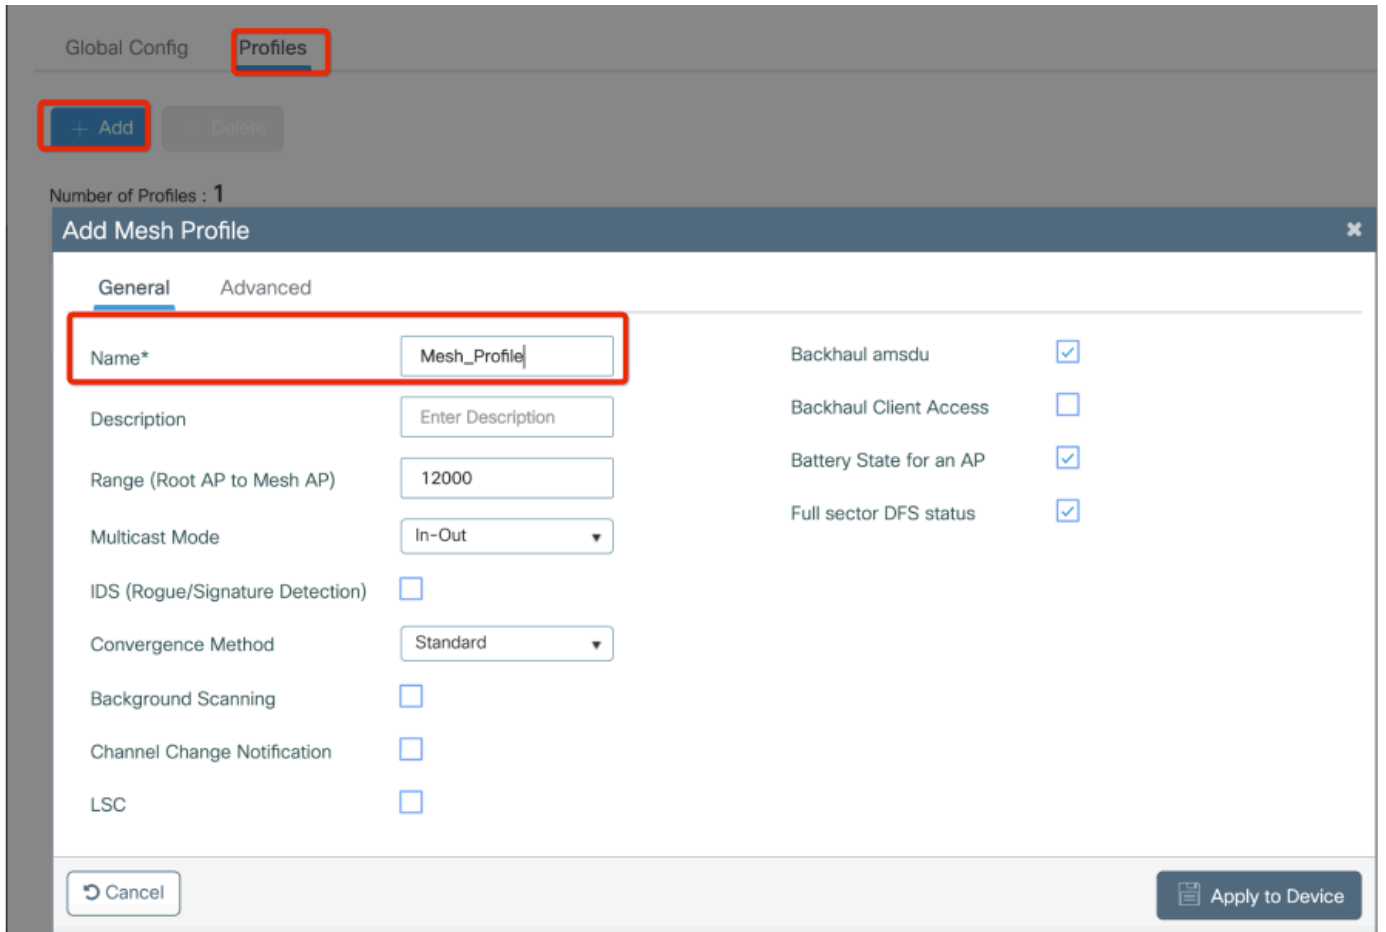 Global Config Profiles
+ Add Delete
Number of Profiles : 1
Add Mesh Profile
General Advanced
Name* Mesh_Profile
Description Enter Description
Range (Root AP to Mesh AP) 12000
Multicast Mode In-Out
IDS (Rogue/Signature Detection)
Convergence Method Standard
Background Scanning
Channel Change Notification
LSC
Backhaul amsdu
Backhaul Client Access
Battery State for an AP
Full sector DFS status
Cancel Apply to Device